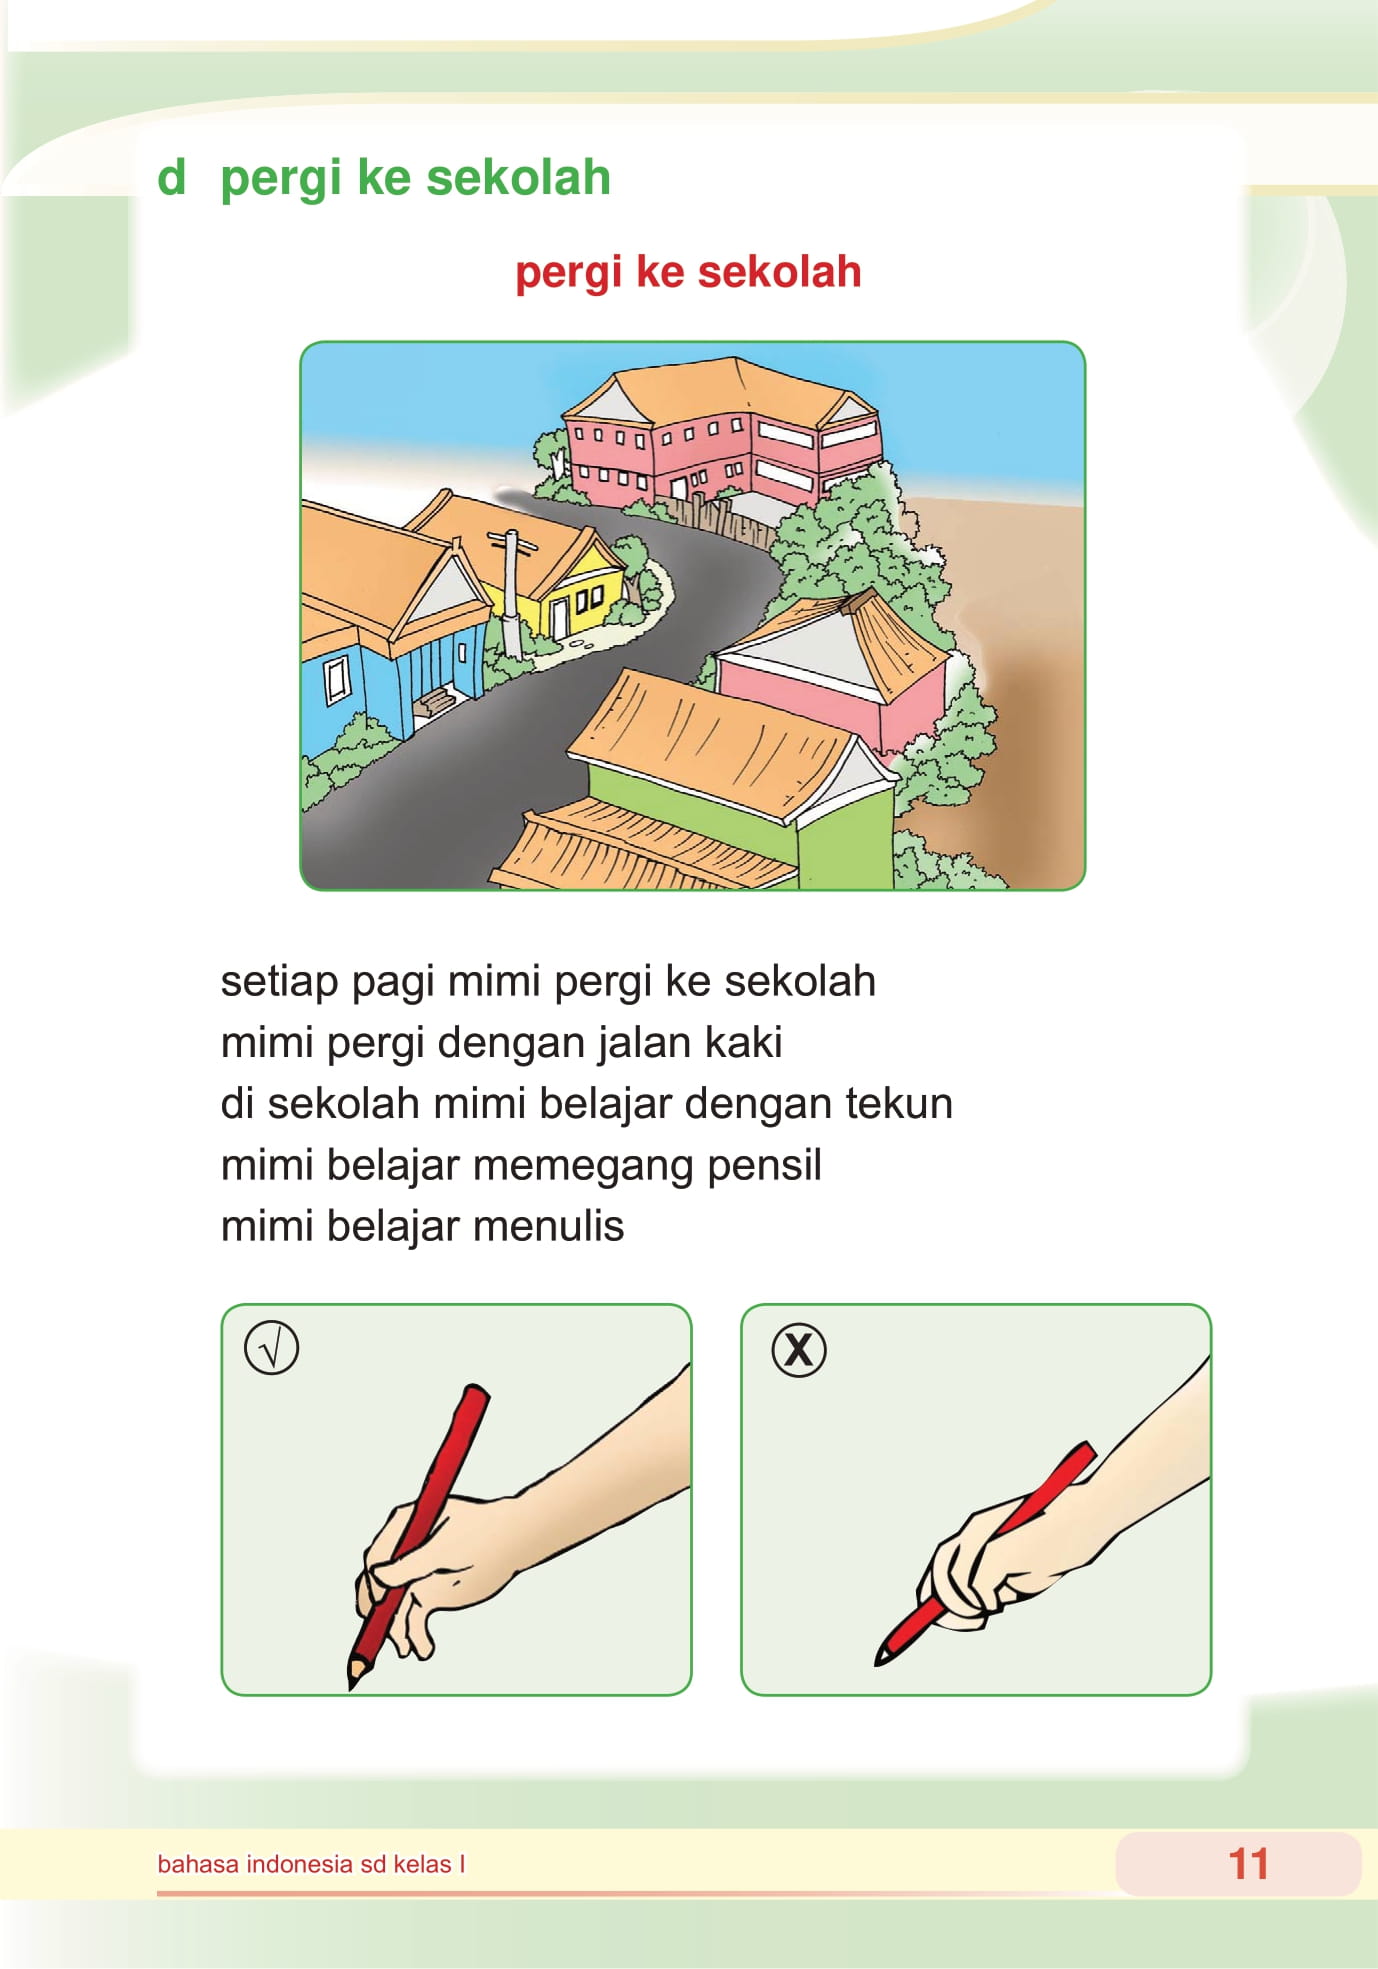 d pergi ke sekolah
pergi ke sekolah
setiap pagi mimi pergi ke sekolah
mimi pergi dengan jalan kaki
di sekolah mimi belajar dengan tekun
mimi belajar memegang pensil
mimi belajar menulis
√ X
bahasa indonesia sd kelas I 11